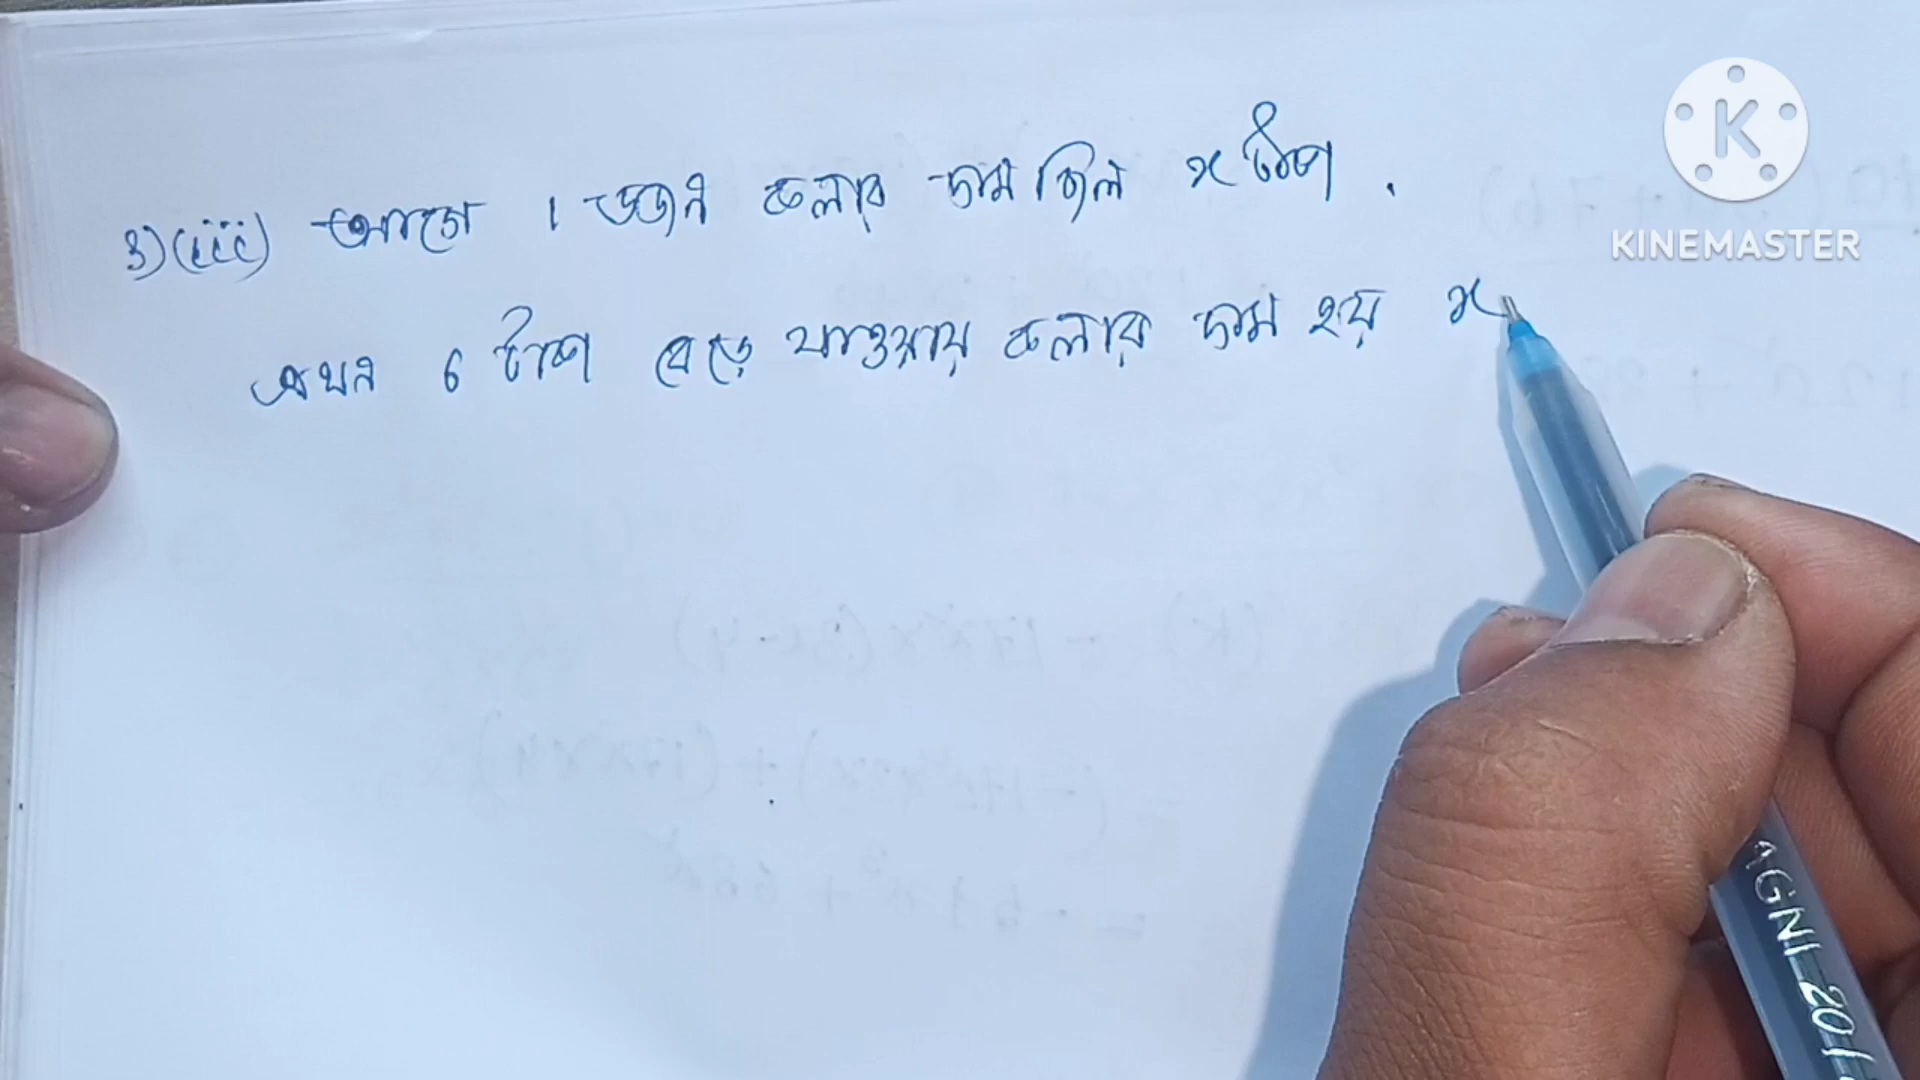 3)(iii) আগে 1 ডজন কলার দাম ছিল x টাকা .
এখন 6 টাকা বেড়ে যাওয়ায় কলার দাম হয় x
K
KINEMASTER
AGNI 201